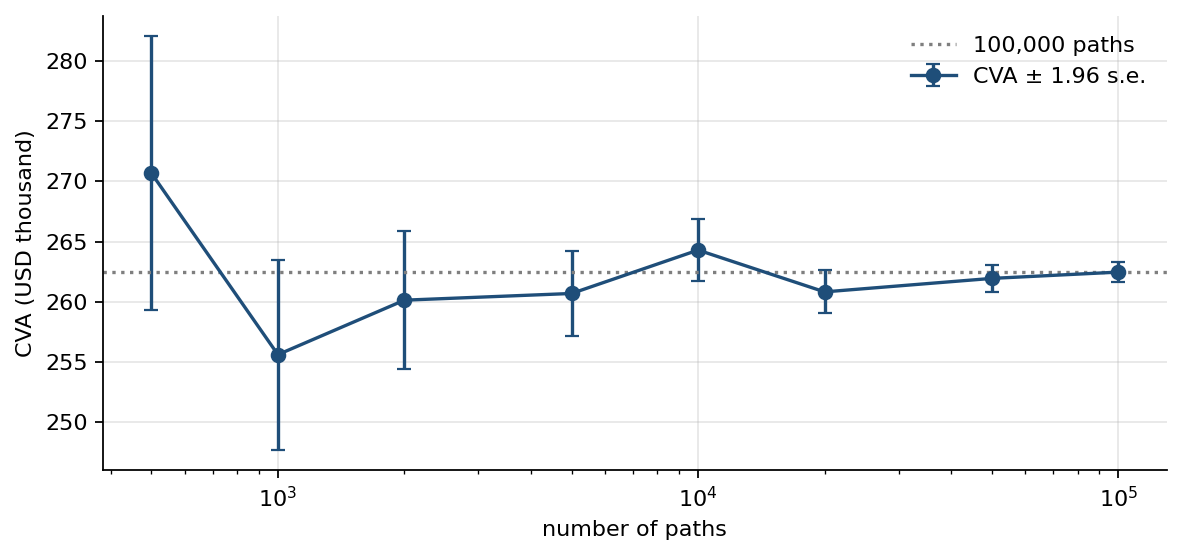 100,000 paths
CVA ± 1.96 s.e.
CVA (USD thousand)
280
275
270
265
260
255
250
10³
10⁴
10⁵
number of paths